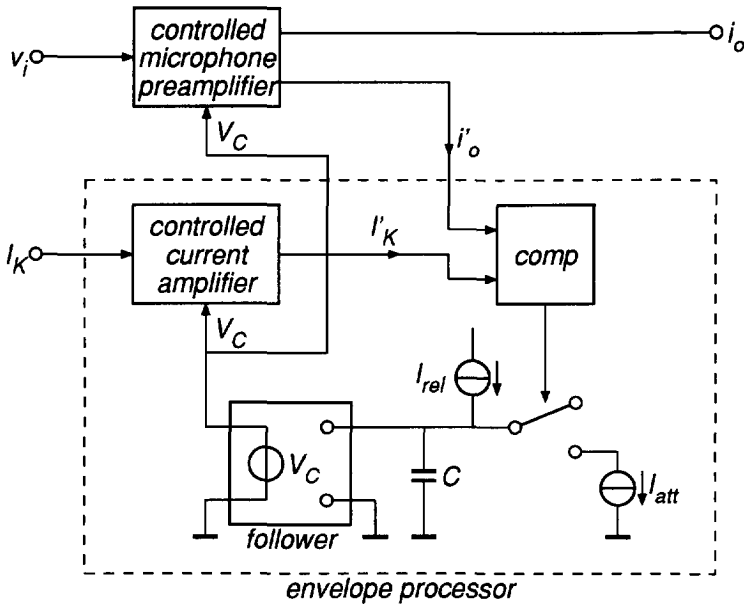 controlled
microphone
preamplifier
v_i
i_o
V_C
i'_o
controlled
current
amplifier
I_K
I'_K
comp
V_C
I_rel
V_C
C
I_att
follower
envelope processor